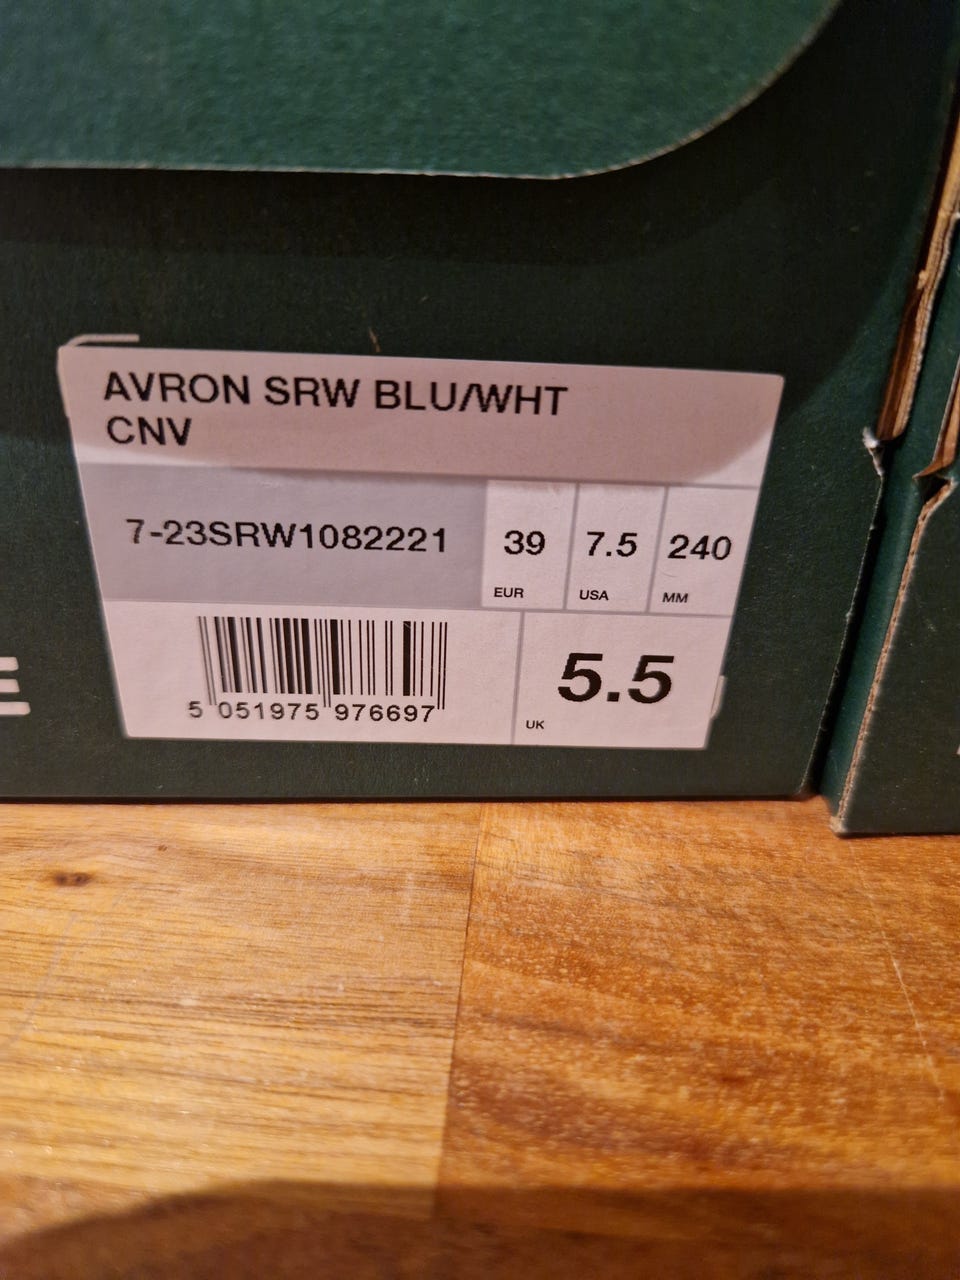 AVRON SRW BLU/WHT
CNV
7-23SRW1082221
39
EUR
7.5
USA
240
MM
5 051975 976697
UK
5.5
E